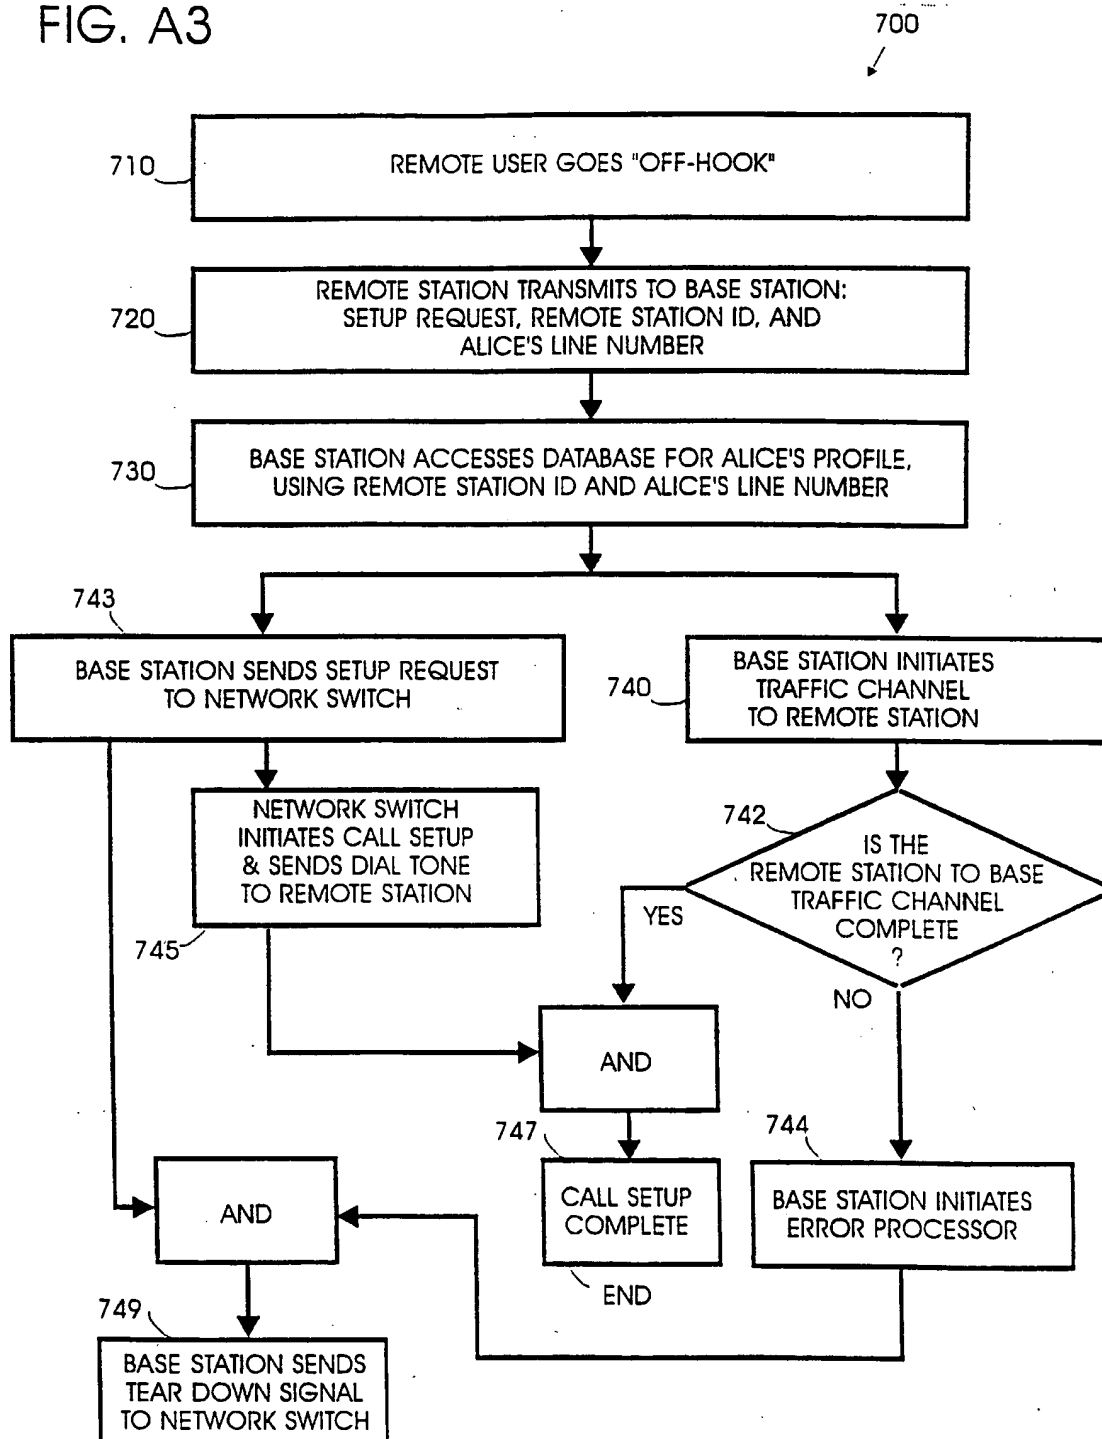 FIG. A3
700
710
REMOTE USER GOES "OFF-HOOK"
720
REMOTE STATION TRANSMITS TO BASE STATION:
SETUP REQUEST, REMOTE STATION ID, AND
ALICE'S LINE NUMBER
730
BASE STATION ACCESSES DATABASE FOR ALICE'S PROFILE,
USING REMOTE STATION ID AND ALICE'S LINE NUMBER
743
BASE STATION SENDS SETUP REQUEST
TO NETWORK SWITCH
740
BASE STATION INITIATES
TRAFFIC CHANNEL
TO REMOTE STATION
745
NETWORK SWITCH
INITIATES CALL SETUP
& SENDS DIAL TONE
TO REMOTE STATION
742
IS THE
REMOTE STATION TO BASE
TRAFFIC CHANNEL
COMPLETE
?
YES
NO
AND
747
CALL SETUP
COMPLETE
END
744
BASE STATION INITIATES
ERROR PROCESSOR
AND
749
BASE STATION SENDS
TEAR DOWN SIGNAL
TO NETWORK SWITCH